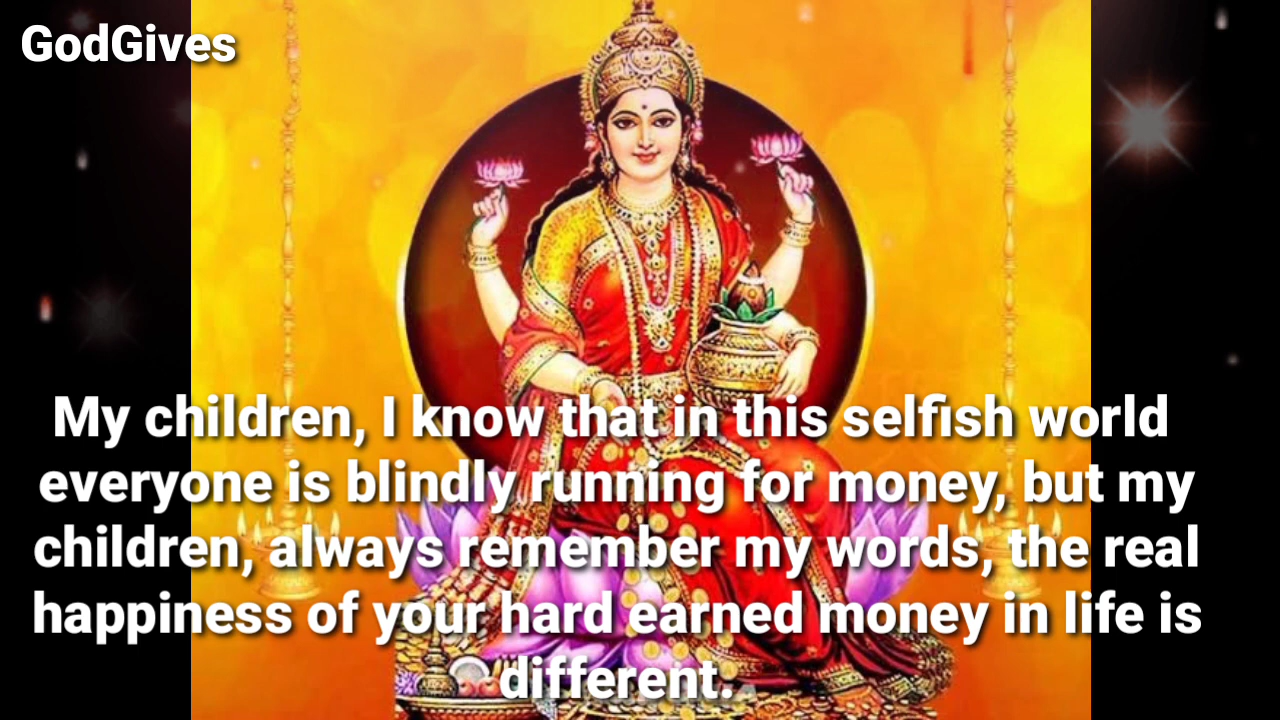 GodGives
My children, I know that in this selfish world
everyone is blindly running for money, but my
children, always remember my words, the real
happiness of your hard earned money in life is
different.